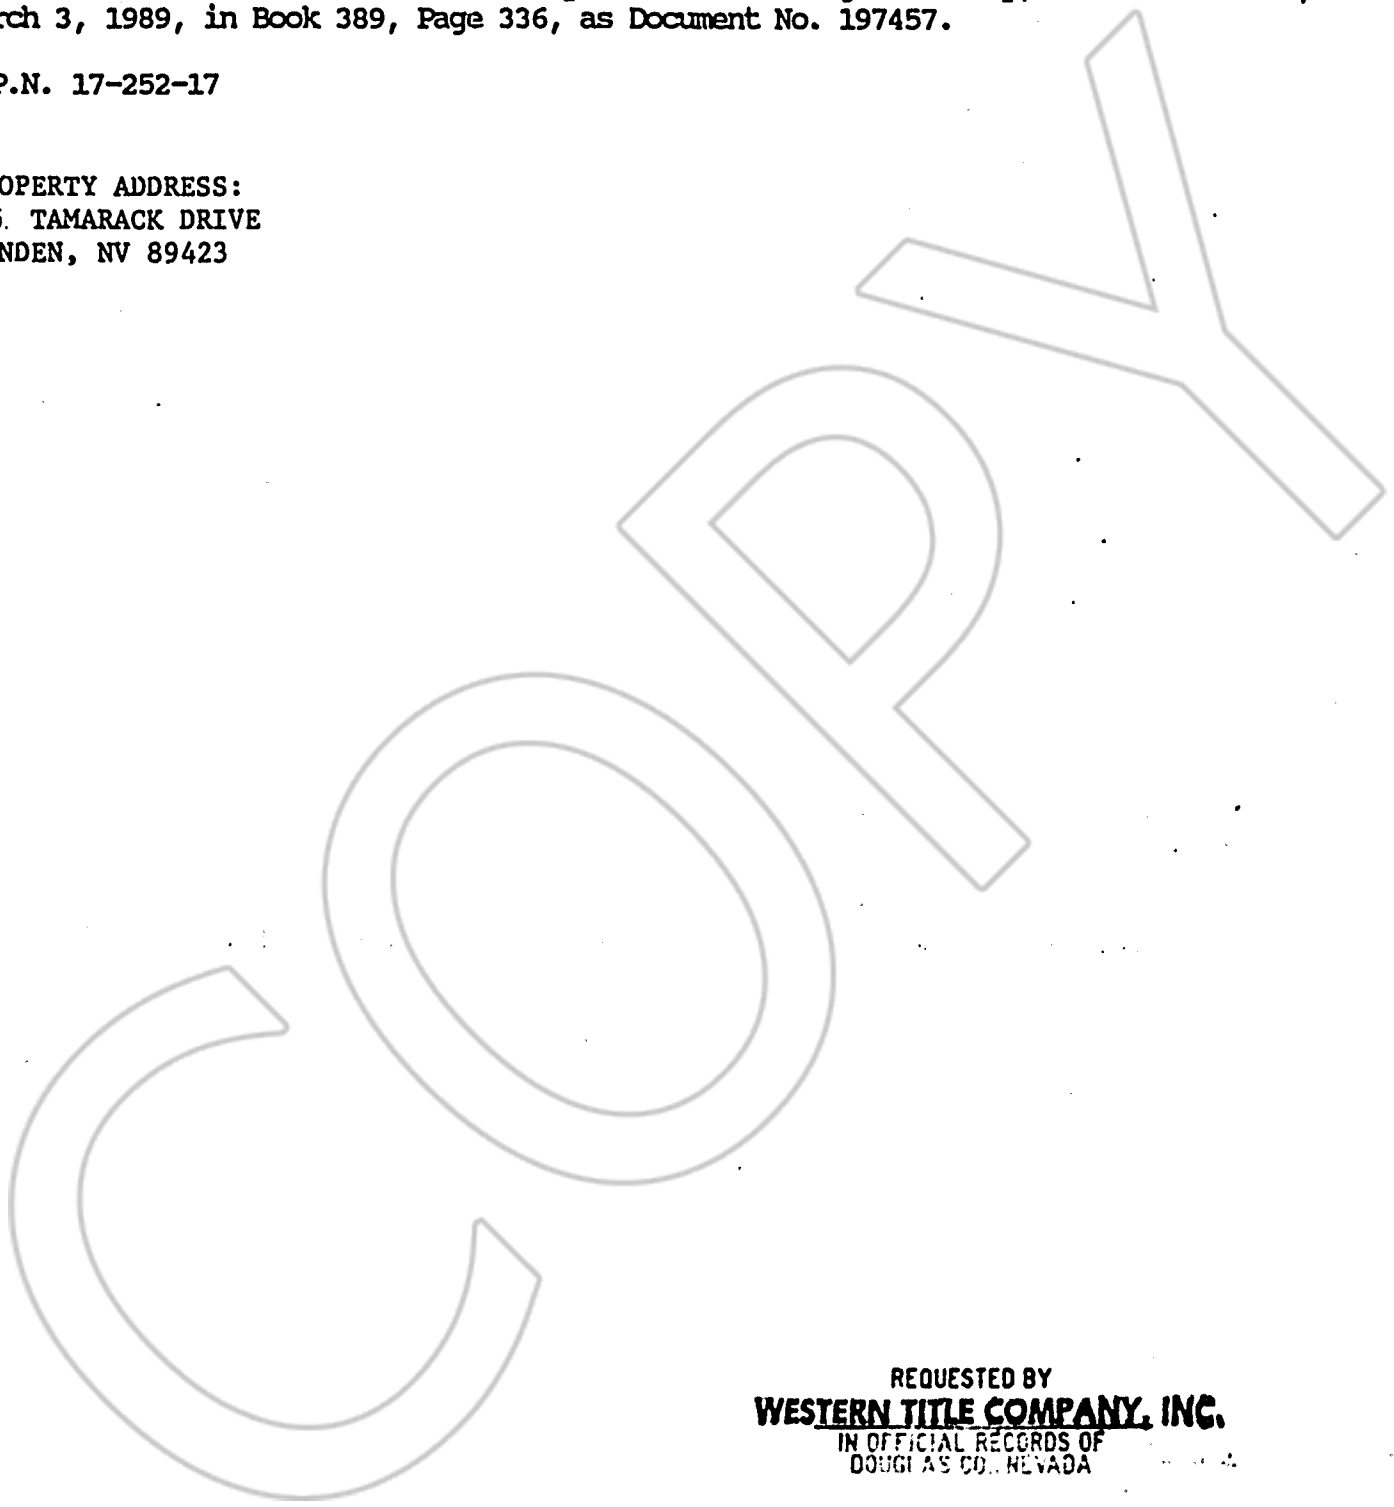 rch 3, 1989, in Book 389, Page 336, as Document No. 197457.
P.N. 17-252-17
OPERTY ADDRESS:
TAMARACK DRIVE
NDEN, NV 89423
COPY
REQUESTED BY
WESTERN TITLE COMPANY, INC.
IN OFFICIAL RECORDS OF
DOUGLAS CO., NEVADA